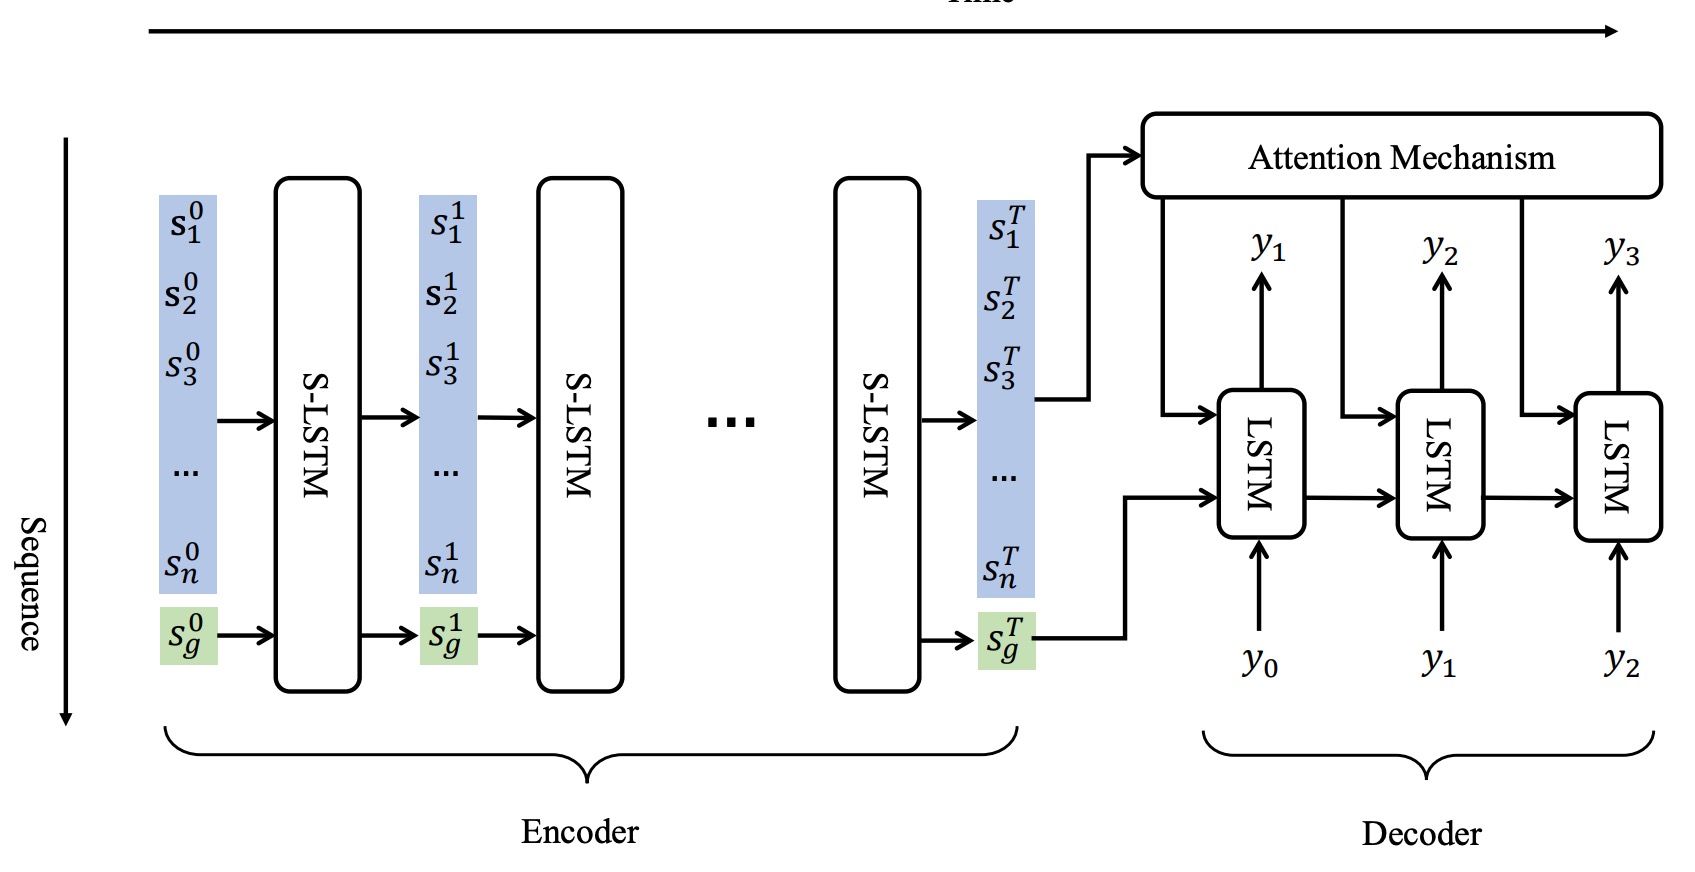 Time
Attention Mechanism
s_1^0
s_2^0
s_3^0
...
s_n^0
s_g^0
S-LSTM
s_1^1
s_2^1
s_3^1
...
s_n^1
s_g^1
S-LSTM
...
S-LSTM
s_1^T
s_2^T
s_3^T
...
s_n^T
s_g^T
y_1
y_2
y_3
LSTM
LSTM
LSTM
y_0
y_1
y_2
Sequence
Encoder
Decoder